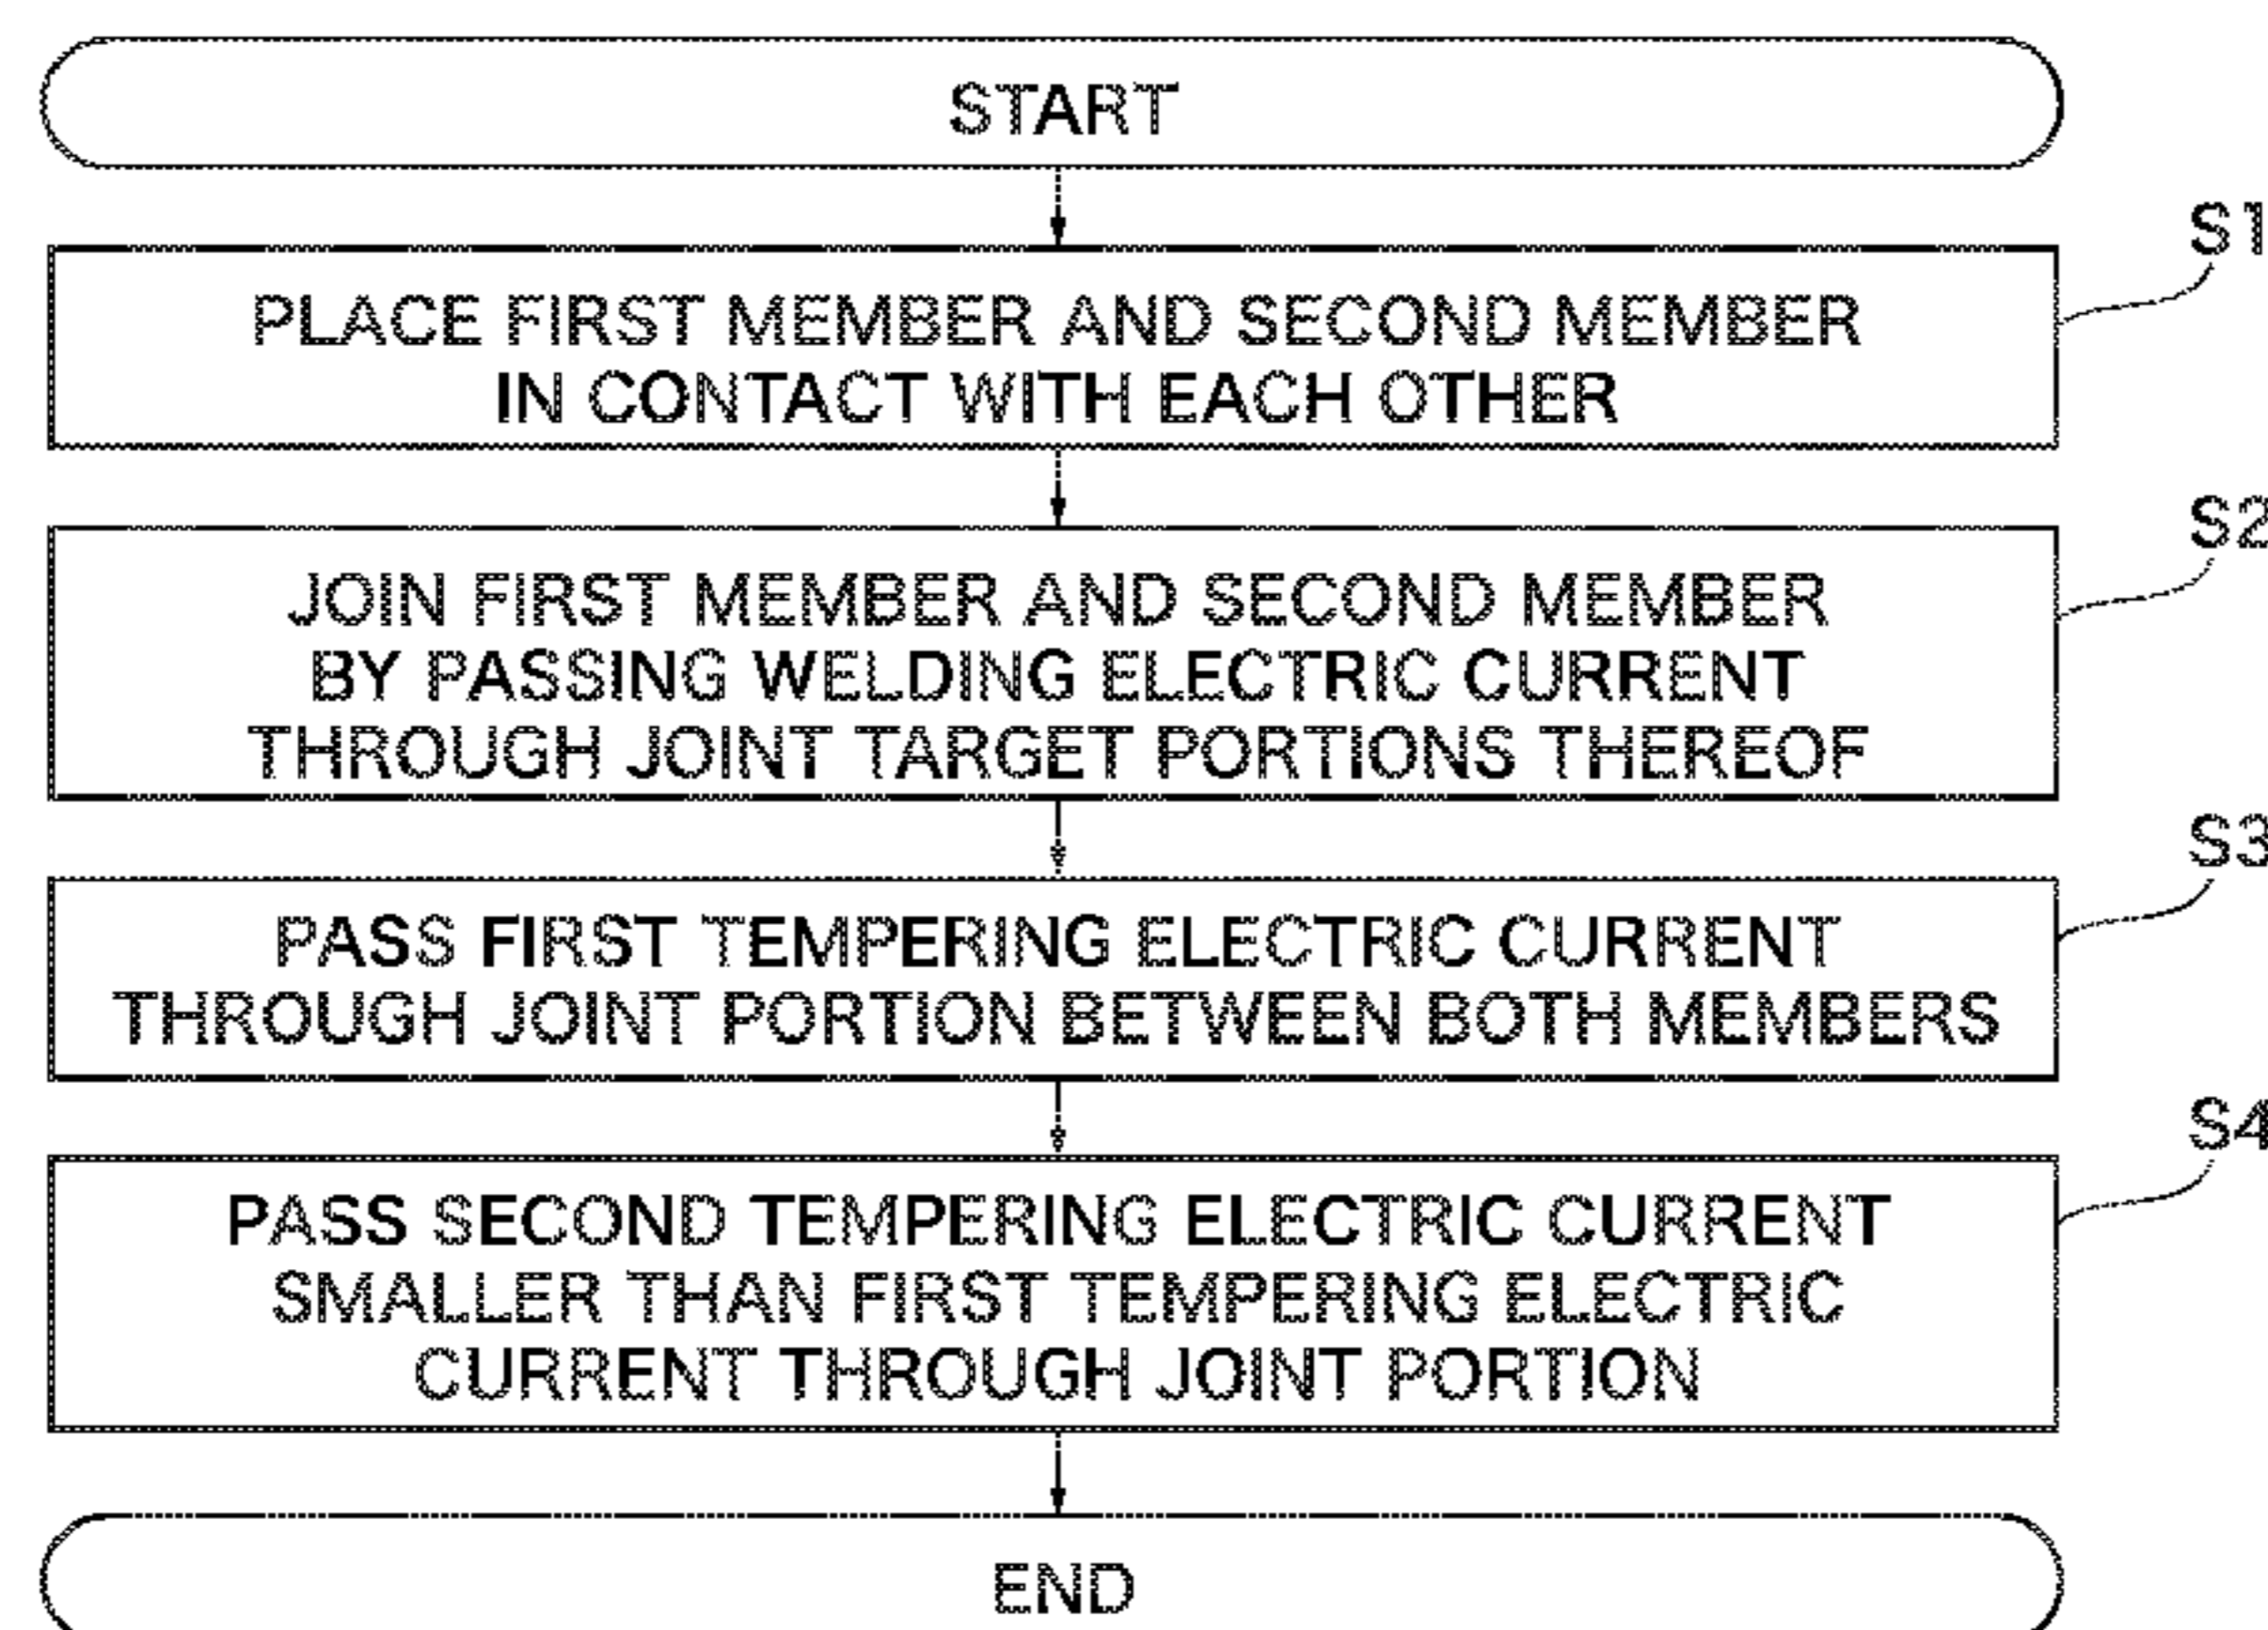 START
S1
PLACE FIRST MEMBER AND SECOND MEMBER
IN CONTACT WITH EACH OTHER
S2
JOIN FIRST MEMBER AND SECOND MEMBER
BY PASSING WELDING ELECTRIC CURRENT
THROUGH JOINT TARGET PORTIONS THEREOF
S3
PASS FIRST TEMPERING ELECTRIC CURRENT
THROUGH JOINT PORTION BETWEEN BOTH MEMBERS
S4
PASS SECOND TEMPERING ELECTRIC CURRENT
SMALLER THAN FIRST TEMPERING ELECTRIC
CURRENT THROUGH JOINT PORTION
END